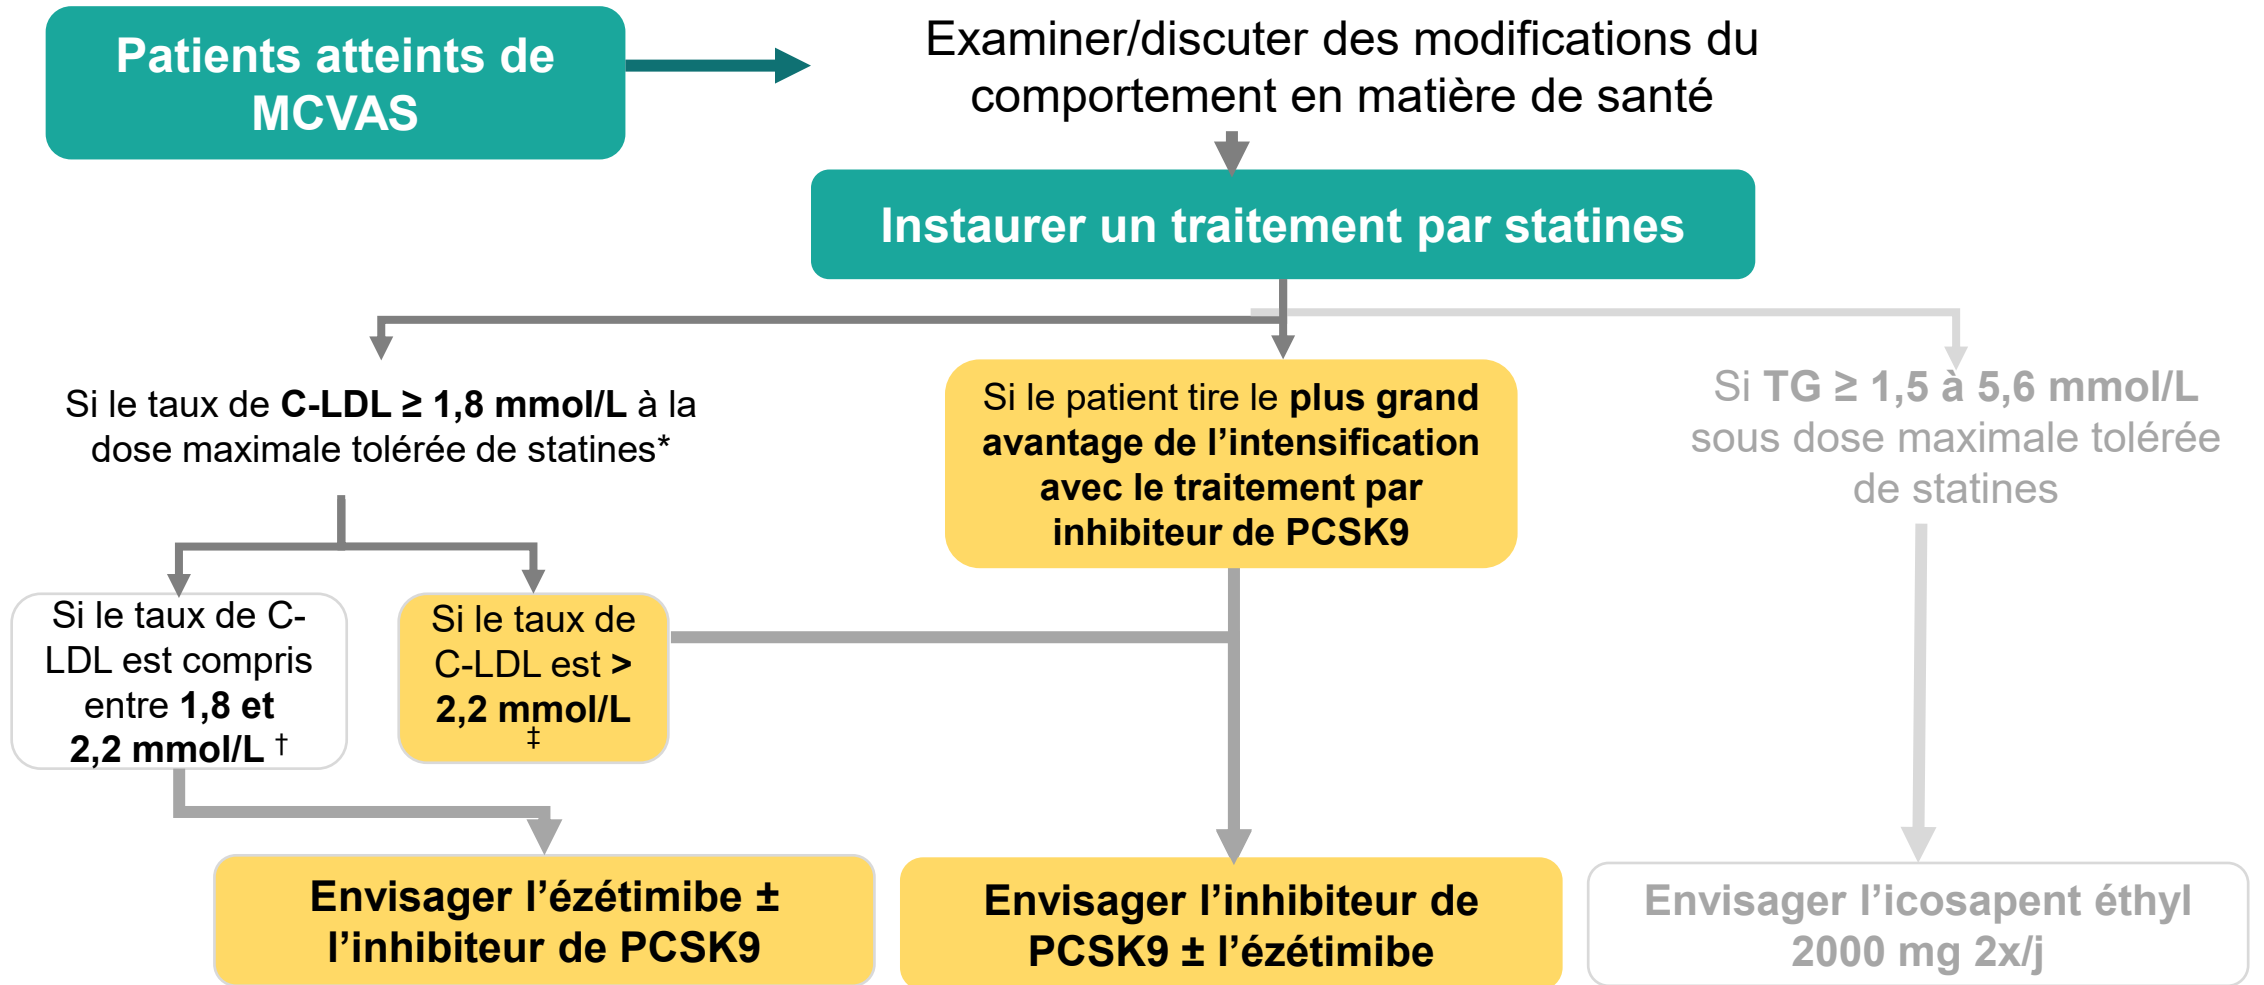 Patients atteints de
MCVAS
Examiner/discuter des modifications du
comportement en matière de santé
Instaurer un traitement par statines
Si le taux de C-LDL ≥ 1,8 mmol/L à la
dose maximale tolérée de statines*
Si le patient tire le plus grand
avantage de l’intensification
avec le traitement par
inhibiteur de PCSK9
Si TG ≥ 1,5 à 5,6 mmol/L
sous dose maximale tolérée
de statines
Si le taux de C-
LDL est compris
entre 1,8 et
2,2 mmol/L †
Si le taux de
C-LDL est >
2,2 mmol/L
‡
Envisager l’ézétimibe ±
l’inhibiteur de PCSK9
Envisager l’inhibiteur de
PCSK9 ± l’ézétimibe
Envisager l’icosapent éthyl
2000 mg 2x/j